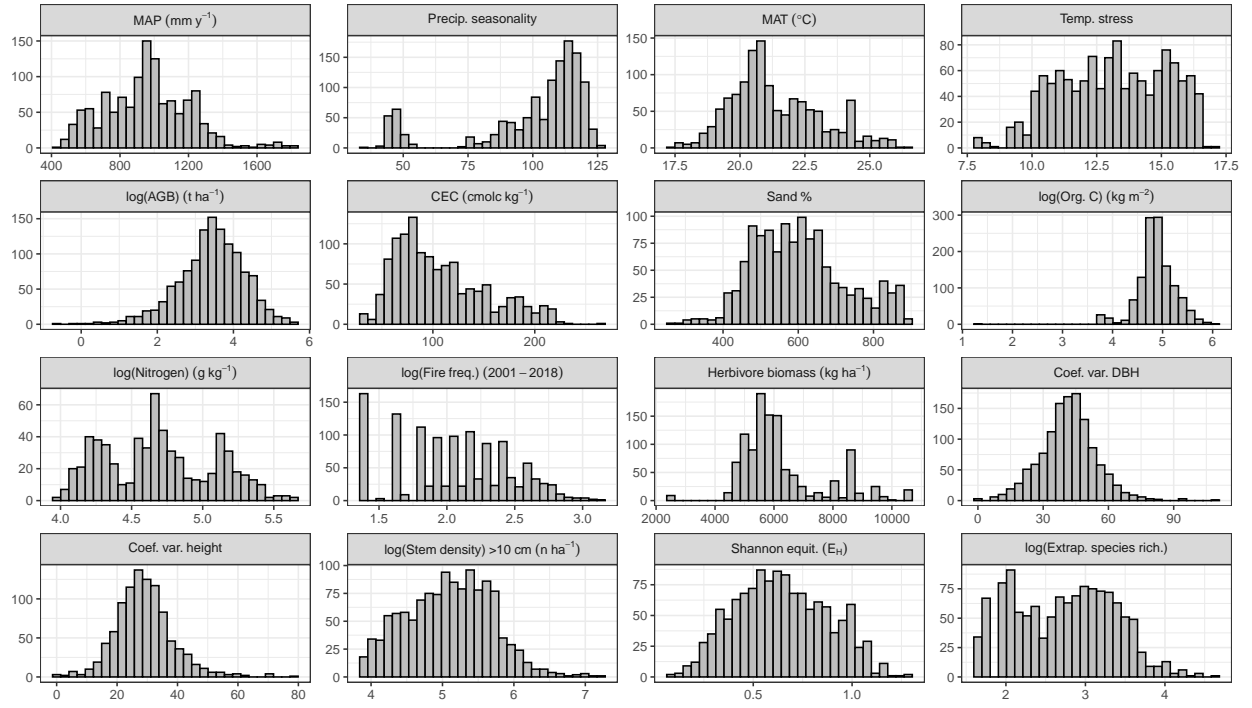 MAP (mm y⁻¹)
150
100
50
0
400 800 1200 1600
Precip. seasonality
150
100
50
0
50 75 100 125
MAT (°C)
150
100
50
0
17.5 20.0 22.5 25.0
Temp. stress
80
60
40
20
0
7.5 10.0 12.5 15.0 17.5
log(AGB) (t ha⁻¹)
150
100
50
0
0 2 4 6
CEC (cmolc kg⁻¹)
100
50
0
100 200
Sand %
100
75
50
25
0
400 600 800
log(Org. C) (kg m⁻²)
300
200
100
0
1 2 3 4 5 6
log(Nitrogen) (g kg⁻¹)
60
40
20
0
4.0 4.5 5.0 5.5
log(Fire freq.) (2001 – 2018)
150
100
50
0
1.5 2.0 2.5 3.0
Herbivore biomass (kg ha⁻¹)
150
100
50
0
2000 4000 6000 8000 10000
Coef. var. DBH
150
100
50
0
0 30 60 90
Coef. var. height
100
50
0
0 20 40 60 80
log(Stem density) >10 cm (n ha⁻¹)
100
75
50
25
0
4 5 6 7
Shannon equit. (E_H)
75
50
25
0
0.5 1.0
log(Extrap. species rich.)
75
50
25
0
2 3 4